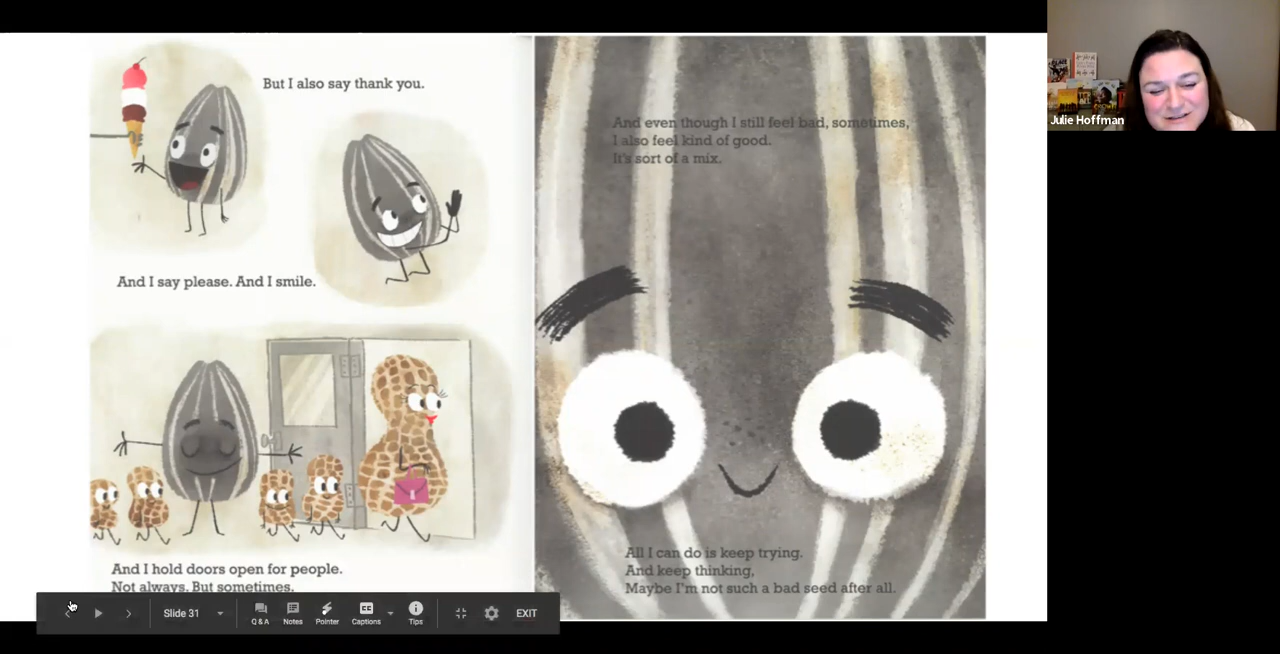 But I also say thank you.
And I say please. And I smile.
And I hold doors open for people.
Not always. But sometimes.
And even though I still feel bad, sometimes,
I also feel kind of good.
It's sort of a mix.
All I can do is keep trying.
And keep thinking,
Maybe I'm not such a bad seed after all.
Julie Hoffman
Slide 31
Q & A
Notes
Pointer
Captions
Tips
EXIT